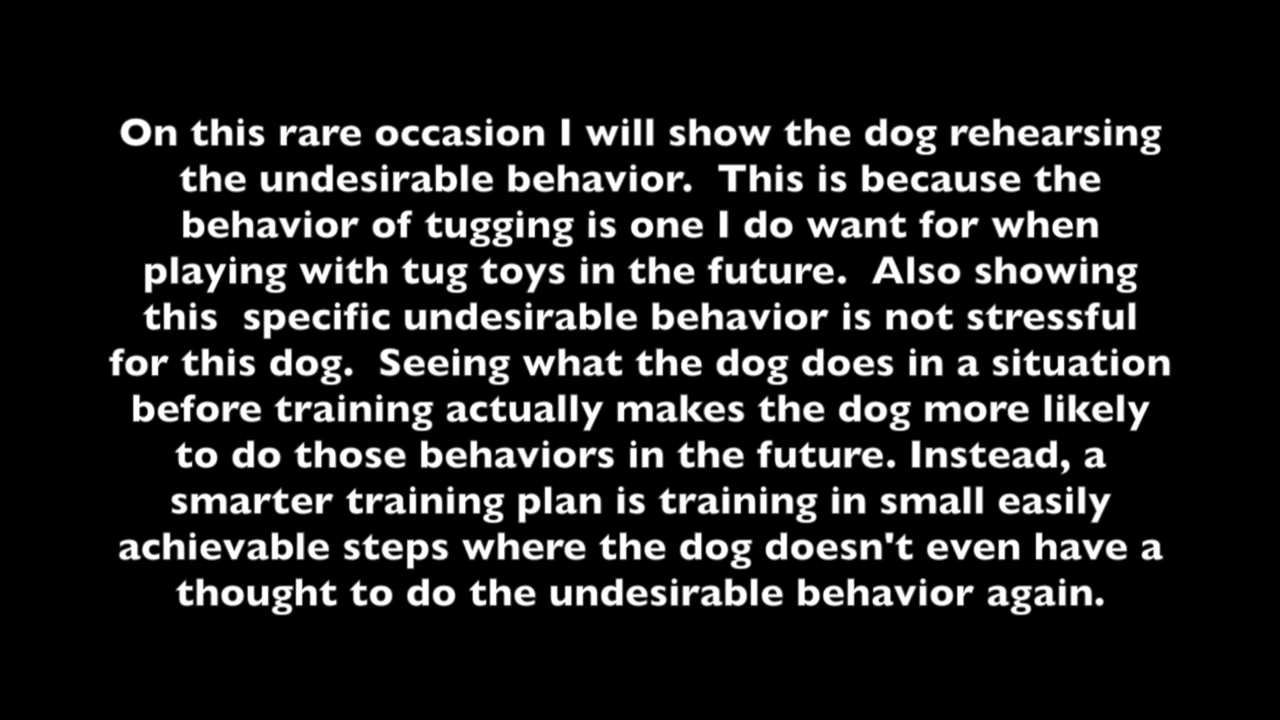 On this rare occasion I will show the dog rehearsing
the undesirable behavior.  This is because the
behavior of tugging is one I do want for when
playing with tug toys in the future.  Also showing
this  specific undesirable behavior is not stressful
for this dog.  Seeing what the dog does in a situation
before training actually makes the dog more likely
to do those behaviors in the future. Instead, a
smarter training plan is training in small easily
achievable steps where the dog doesn't even have a
thought to do the undesirable behavior again.